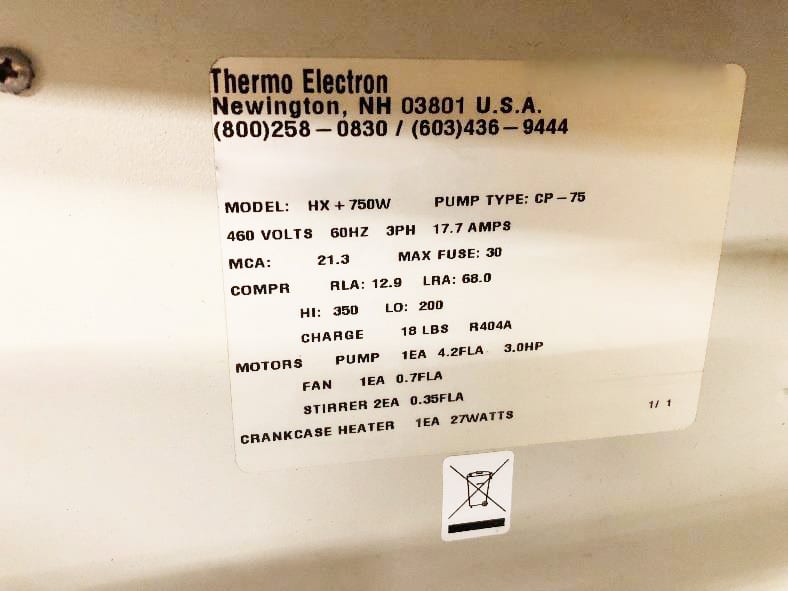 Thermo Electron
Newington, NH 03801 U.S.A.
(800)258-0830 / (603)436-9444
MODEL: HX+750W PUMP TYPE: CP-75
460 VOLTS 60HZ 3PH 17.7 AMPS
MCA: 21.3 MAX FUSE: 30
COMPR RLA: 12.9 LRA: 68.0
HI: 350 LO: 200
CHARGE 18 LBS R404A
MOTORS PUMP 1EA 4.2FLA 3.0HP
FAN 1EA 0.7FLA
STIRRER 2EA 0.35FLA
CRANKCASE HEATER 1EA 27WATTS
1/ 1